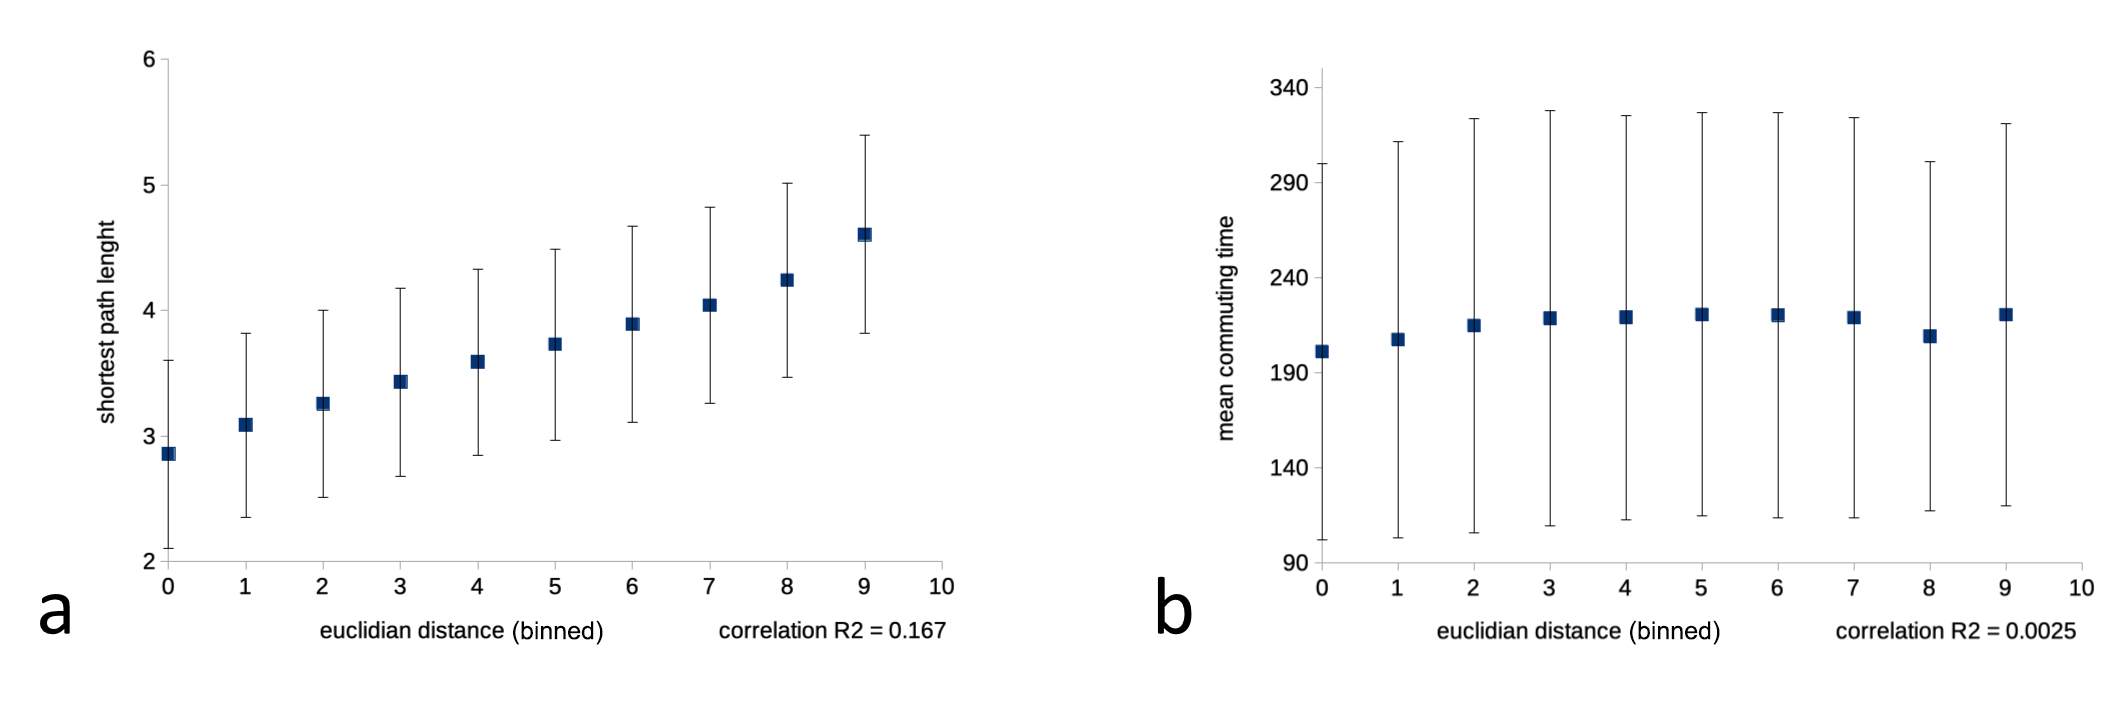 6
5
4
3
2
shortest path lenght
0 1 2 3 4 5 6 7 8 9 10
euclidian distance (binned) correlation R2 = 0.167
a
340
290
240
190
140
90
mean commuting time
0 1 2 3 4 5 6 7 8 9 10
euclidian distance (binned) correlation R2 = 0.0025
b